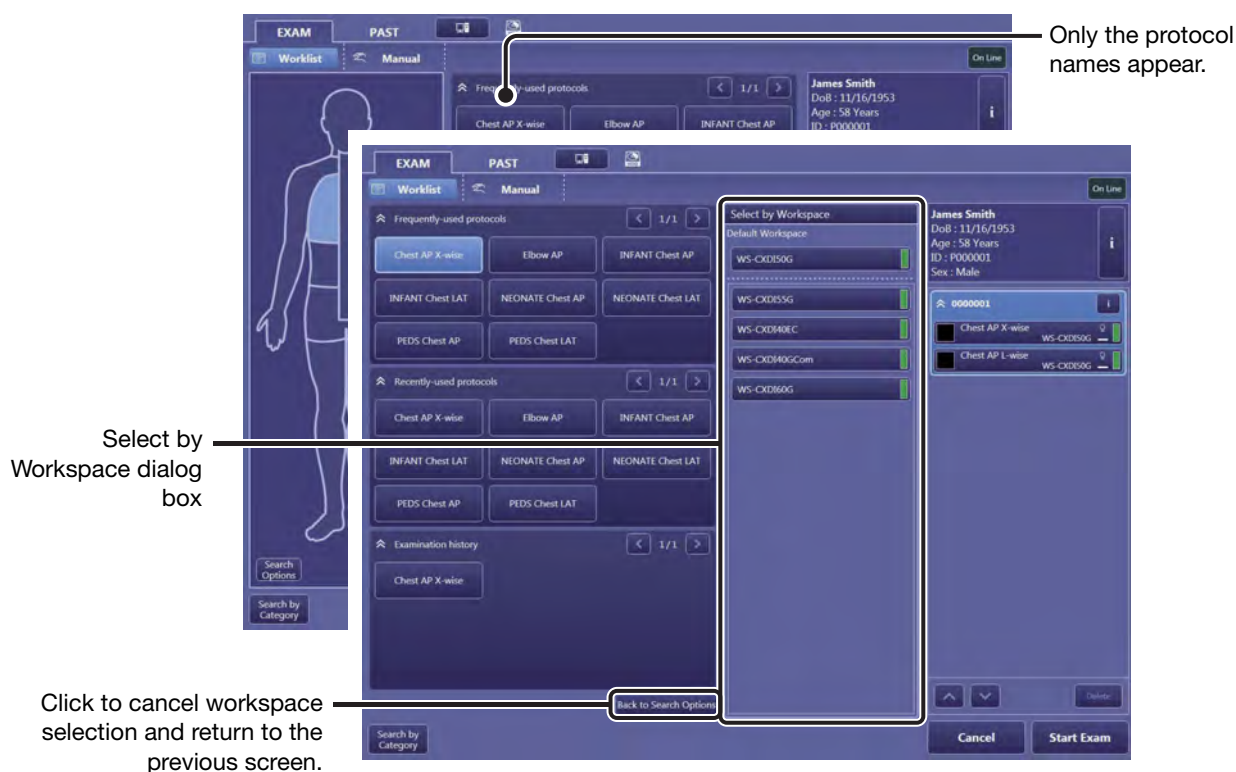 EXAM
PAST
Worklist
Manual
On Line
Only the protocol
names appear.
Frequently-used protocols
1/1
James Smith
DoB : 11/16/1953
Age : 58 Years
ID : P000001
i
Chest AP X-wise
Elbow AP
INFANT Chest AP
Search
Options
Search by
Category
EXAM
PAST
Worklist
Manual
On Line
Frequently-used protocols
1/1
Chest AP X-wise
Elbow AP
INFANT Chest AP
INFANT Chest LAT
NEONATE Chest AP
NEONATE Chest LAT
PEDS Chest AP
PEDS Chest LAT
Recently-used protocols
1/1
Chest AP X-wise
Elbow AP
INFANT Chest AP
INFANT Chest LAT
NEONATE Chest AP
NEONATE Chest LAT
PEDS Chest AP
PEDS Chest LAT
Examination history
1/1
Chest AP X-wise
Back to Search Options
Search by
Category
Select by Workspace
Default Workspace
WS-CXDI50G
WS-CXDI55G
WS-CXDI40EC
WS-CXDI40GCom
WS-CXDI60G
James Smith
DoB : 11/16/1953
Age : 58 Years
ID : P000001
Sex : Male
i
0000001
i
Chest AP X-wise
WS-CXDI50G
Chest AP L-wise
WS-CXDI50G
Delete
Cancel
Start Exam
Select by
Workspace dialog
box
Click to cancel workspace
selection and return to the
previous screen.